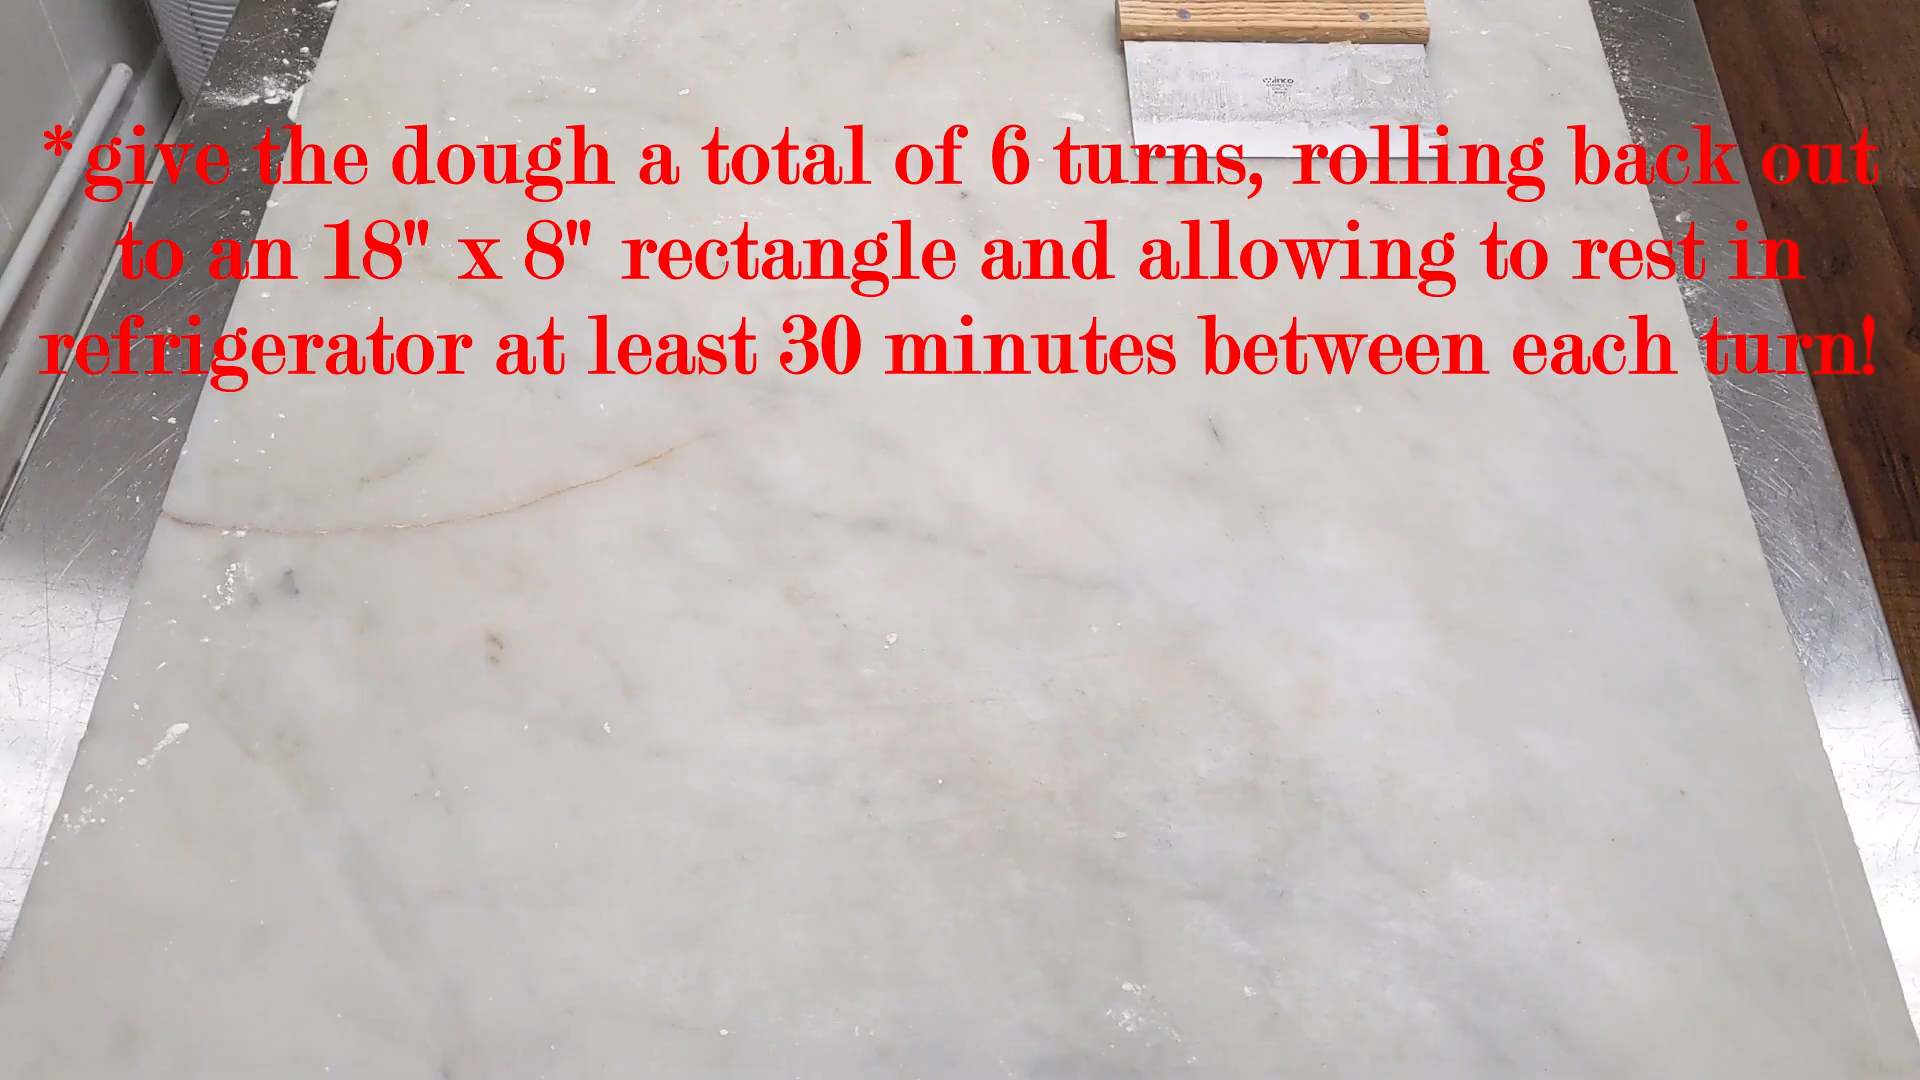 winco
*give the dough a total of 6 turns, rolling back out
to an 18" x 8" rectangle and allowing to rest in
refrigerator at least 30 minutes between each turn!